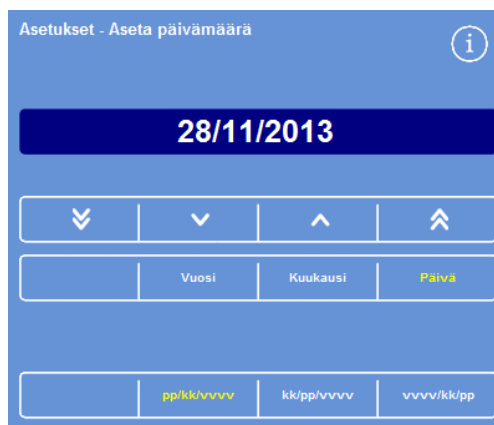 Asetukset - Aseta päivämäärä
i
28/11/2013
Vuosi Kuukausi Päivä
pp/kk/vvvv kk/pp/vvvv vvvv/kk/pp